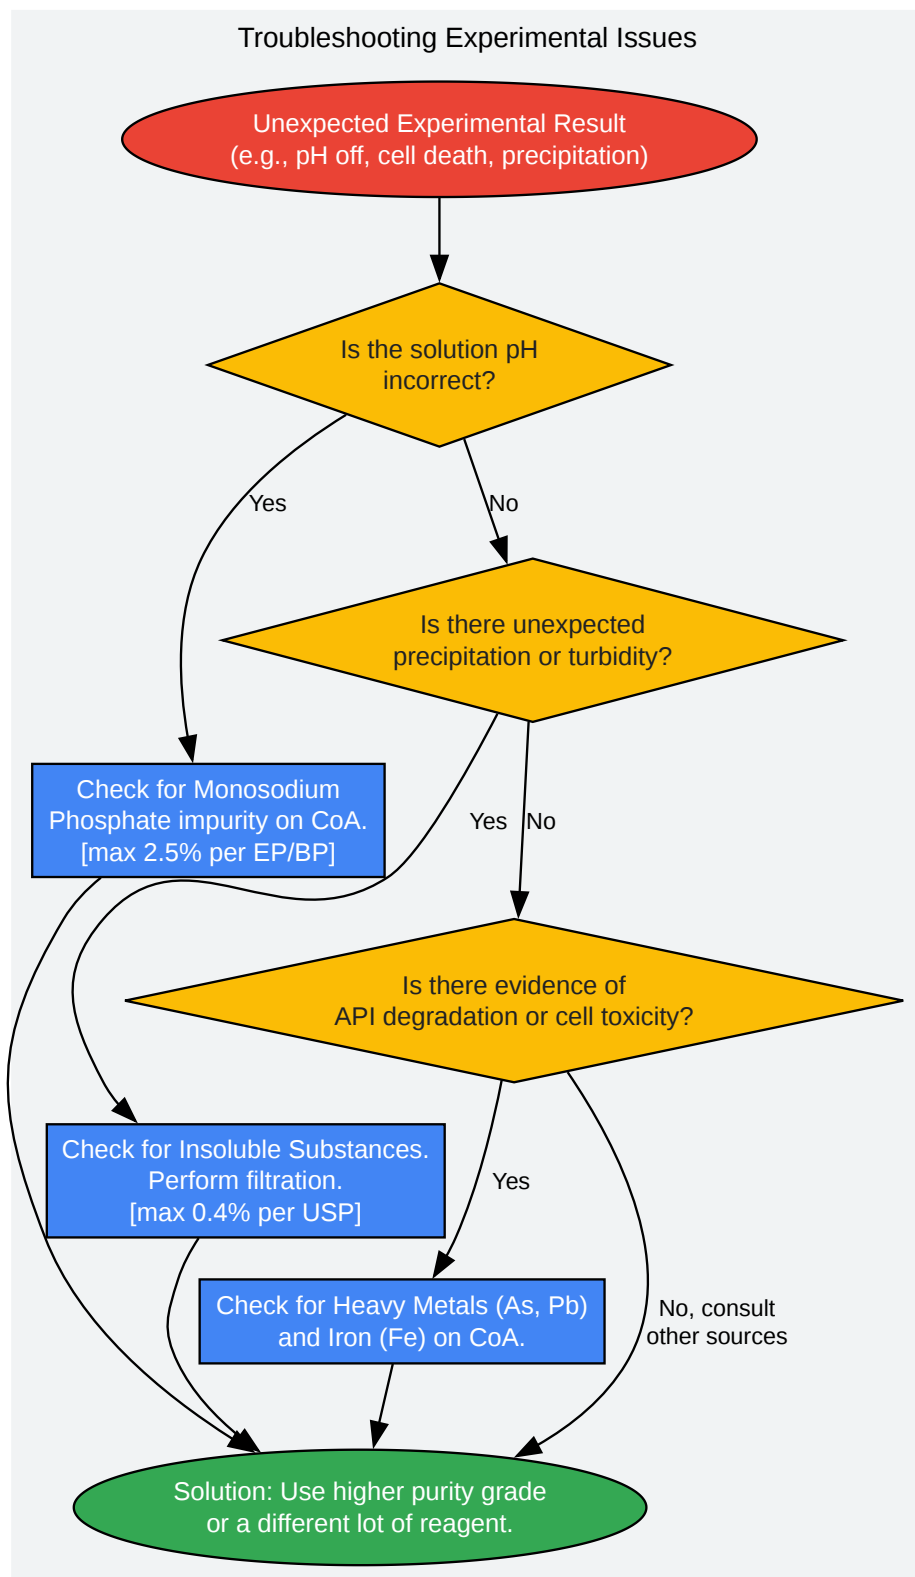 Troubleshooting Experimental Issues
Unexpected Experimental Result
(e.g., pH off, cell death, precipitation)
Is the solution pH
incorrect?
Yes
No
Is there unexpected
precipitation or turbidity?
Check for Monosodium
Phosphate impurity on CoA.
[max 2.5% per EP/BP]
Yes
No
Is there evidence of
API degradation or cell toxicity?
Check for Insoluble Substances.
Perform filtration.
[max 0.4% per USP]
Yes
Check for Heavy Metals (As, Pb)
and Iron (Fe) on CoA.
No, consult
other sources
Solution: Use higher purity grade
or a different lot of reagent.